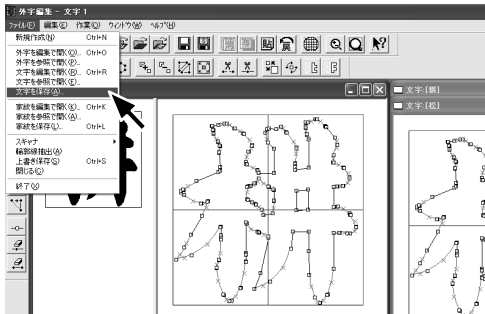 外字編集 - 文字 1
ファイル(F) 編集(E) 作業(O) ウィンドウ(W) ヘルプ(H)
新規作成(N) Ctrl+N
外字を編集で開く(O)... Ctrl+O
外字を参照で開く(P)...
文字を編集で開く(B)... Ctrl+R
文字を参照で開く(E)...
文字を保存(A)...
家紋を編集で開く(K)... Ctrl+K
家紋を参照で開く(A)...
家紋を保存(L)... Ctrl+L
スキャナ
輪郭線抽出(A)
上書き保存(S) Ctrl+S
閉じる(C)
終了(X)
文字:[頼]
文字:[松]